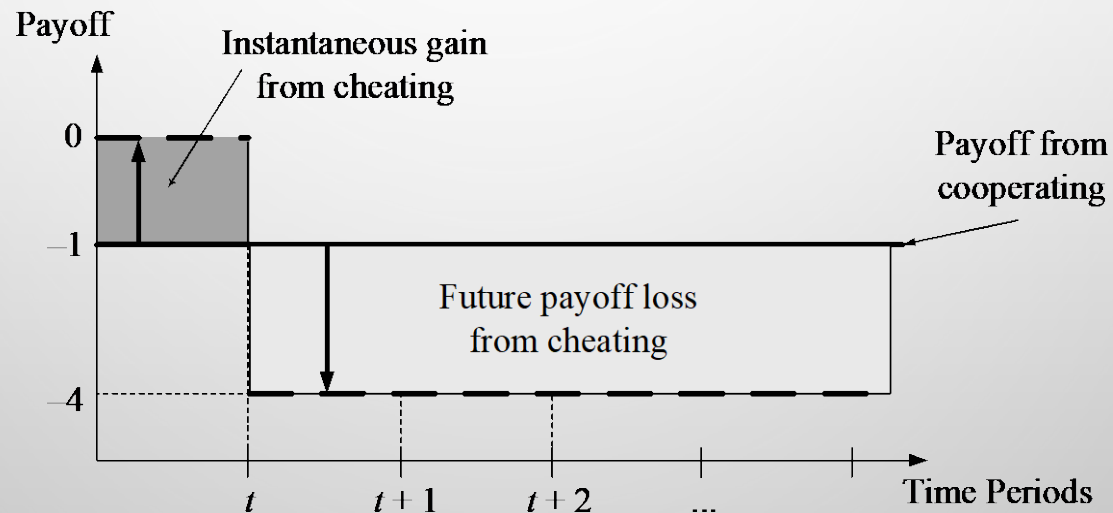 Payoff
Instantaneous gain
from cheating
0
Payoff from
cooperating
–1
Future payoff loss
from cheating
–4
t
t + 1
t + 2
...
Time Periods